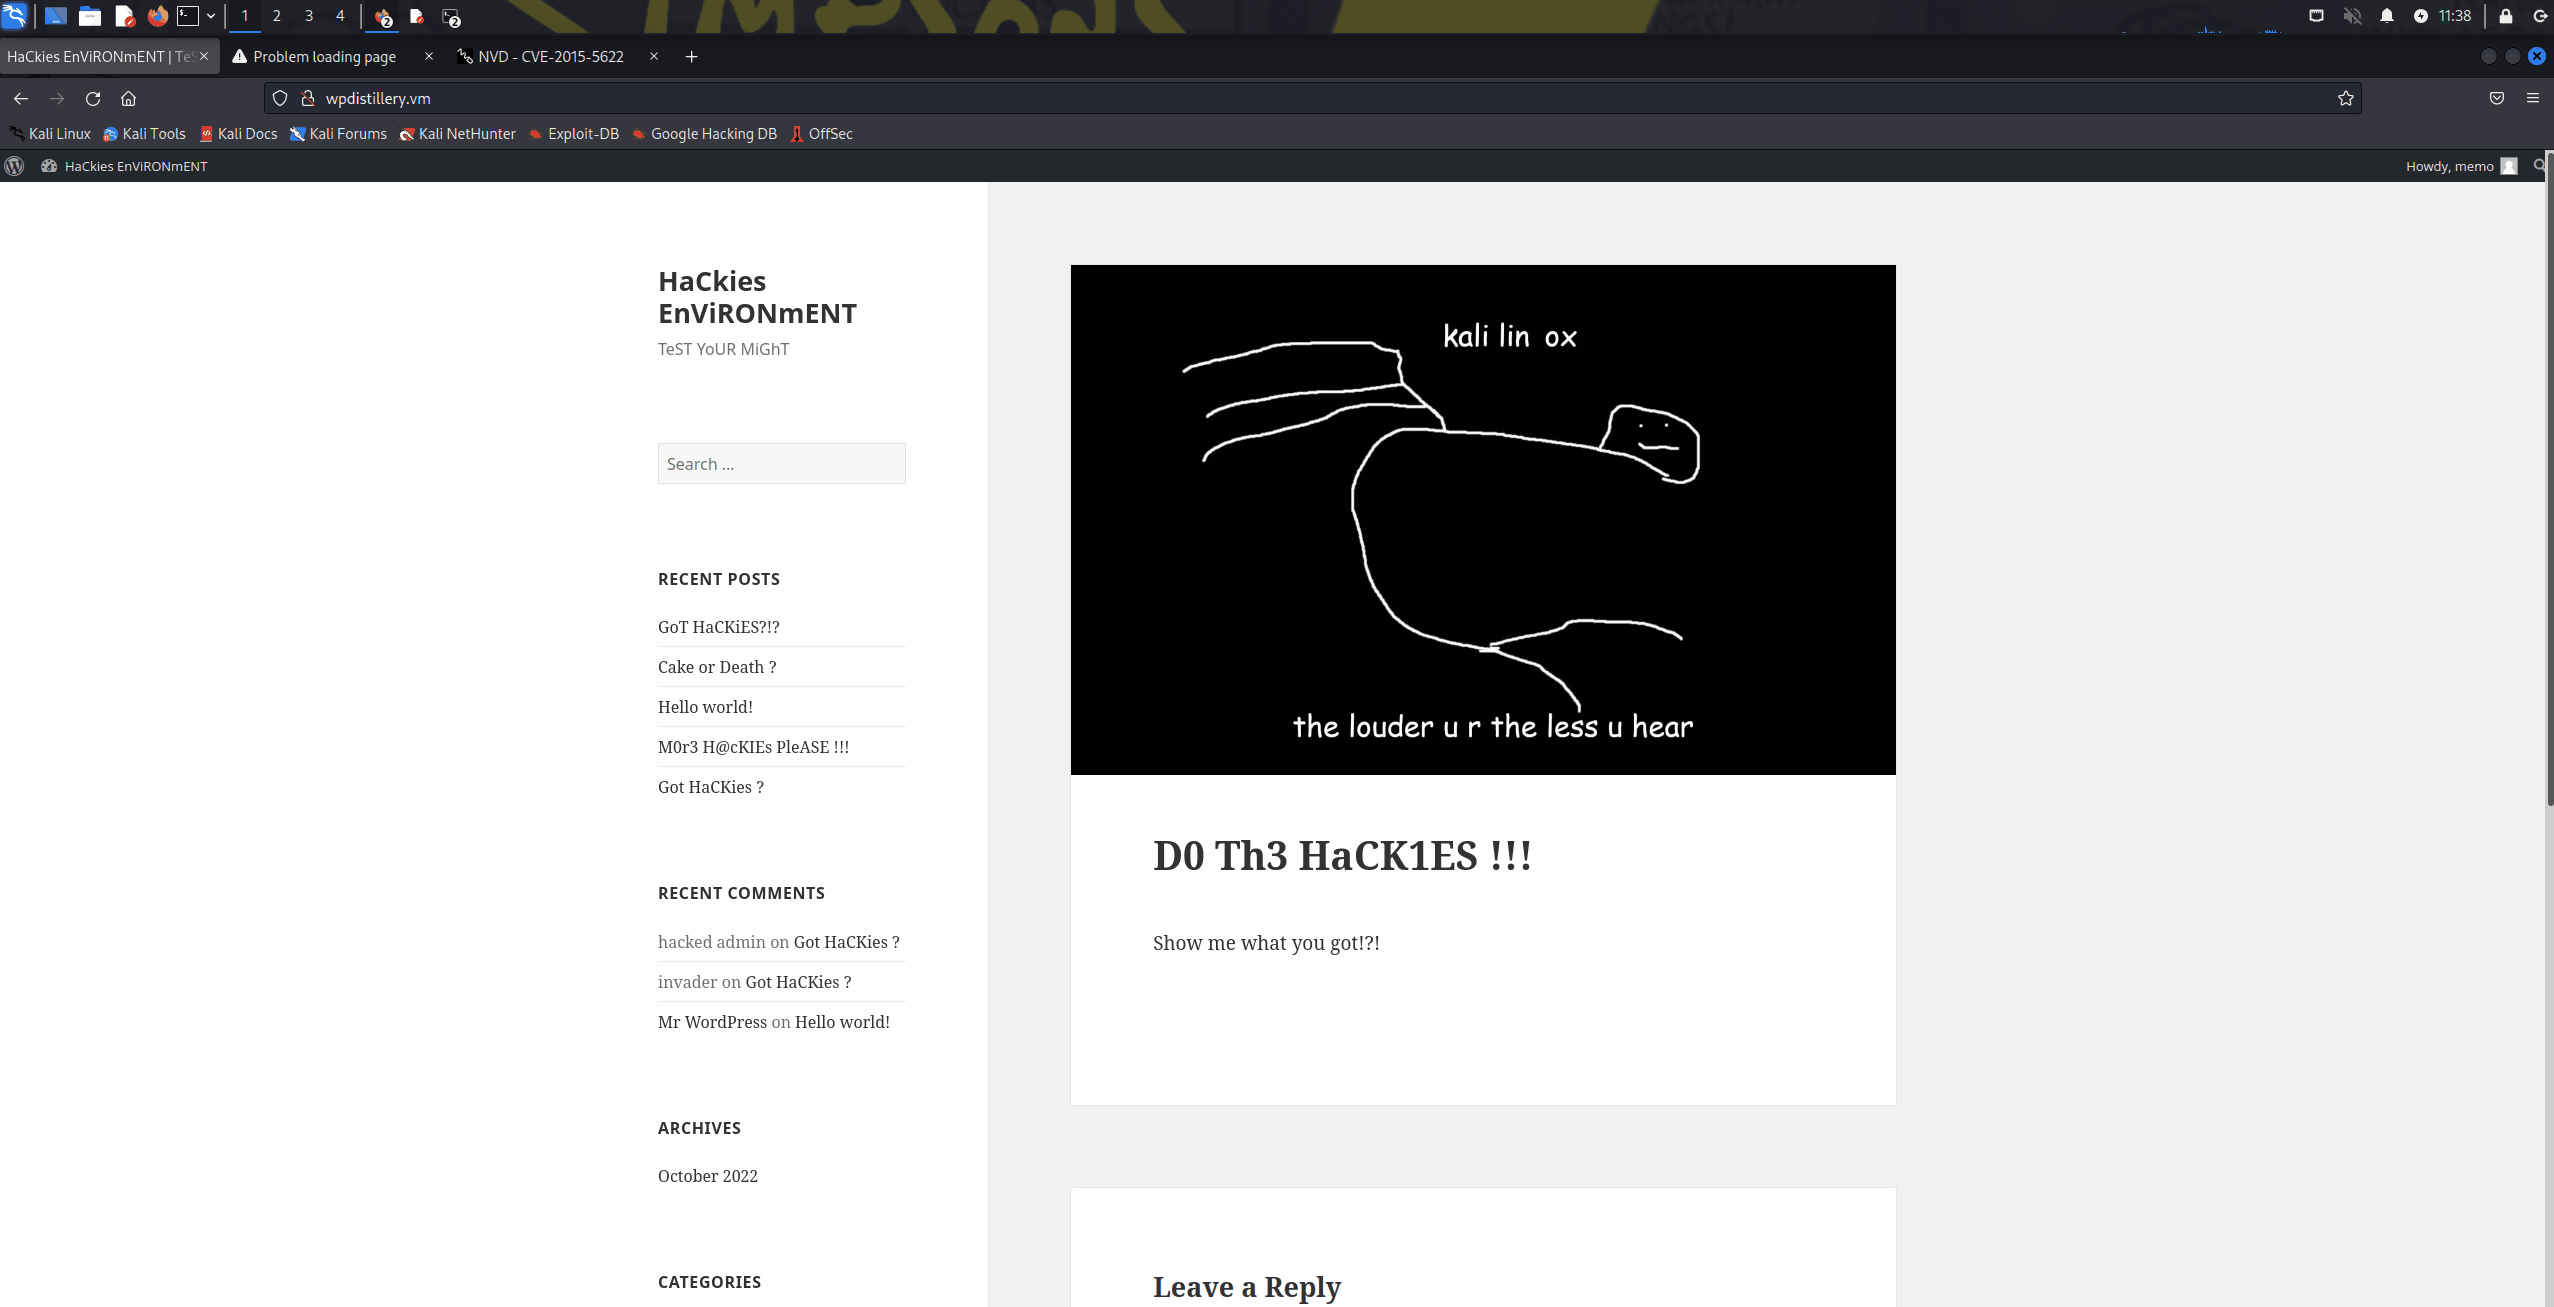 1 2 3 4 2 2 11:38
HaCkies EnViRONmENT | TeS Problem loading page NVD - CVE-2015-5622
wpdistillery.vm
Kali Linux Kali Tools Kali Docs Kali Forums Kali NetHunter Exploit-DB Google Hacking DB OffSec
HaCkies EnViRONmENT Howdy, memo
HaCkies
EnViRONmENT
TeST YoUR MiGhT
Search …
RECENT POSTS
GoT HaCKiES?!?
Cake or Death ?
Hello world!
M0r3 H@cKIEs PleASE !!!
Got HaCKies ?
RECENT COMMENTS
hacked admin on Got HaCKies ?
invader on Got HaCKies ?
Mr WordPress on Hello world!
ARCHIVES
October 2022
CATEGORIES
kali lin ox
the louder u r the less u hear
D0 Th3 HaCK1ES !!!
Show me what you got!?!
Leave a Reply